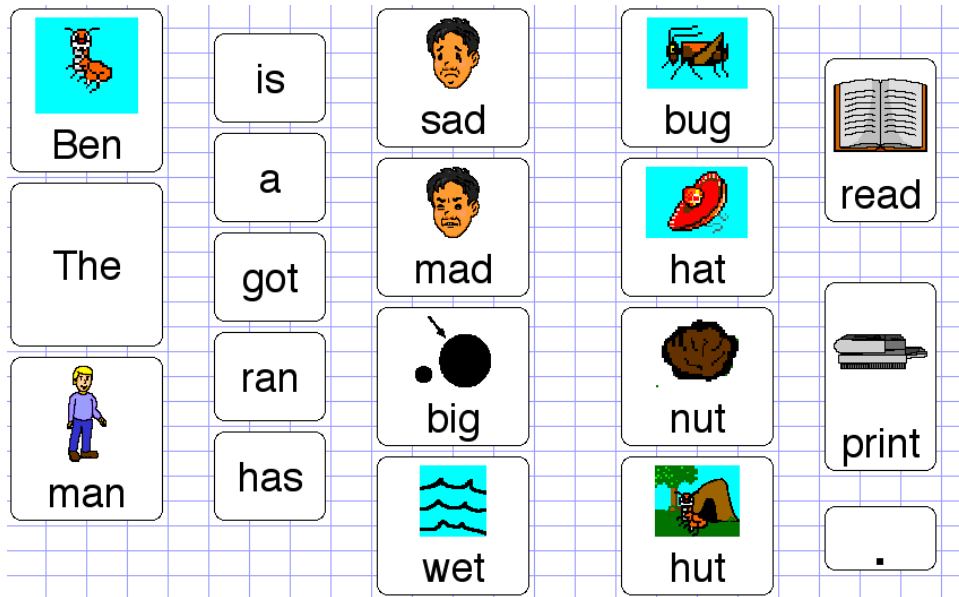 Ben
The
man
is
a
got
ran
has
sad
mad
big
wet
bug
hat
nut
hut
read
print
.